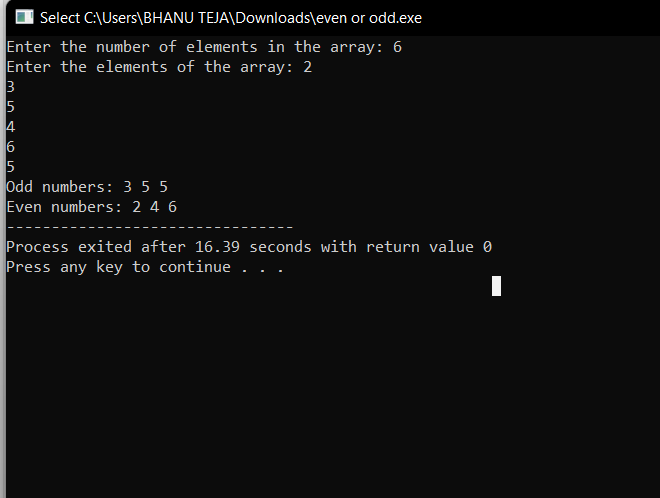 Select C:\Users\BHANU TEJA\Downloads\even or odd.exe
Enter the number of elements in the array: 6
Enter the elements of the array: 2
3
5
4
6
5
Odd numbers: 3 5 5
Even numbers: 2 4 6
--------------------------------
Process exited after 16.39 seconds with return value 0
Press any key to continue . . .